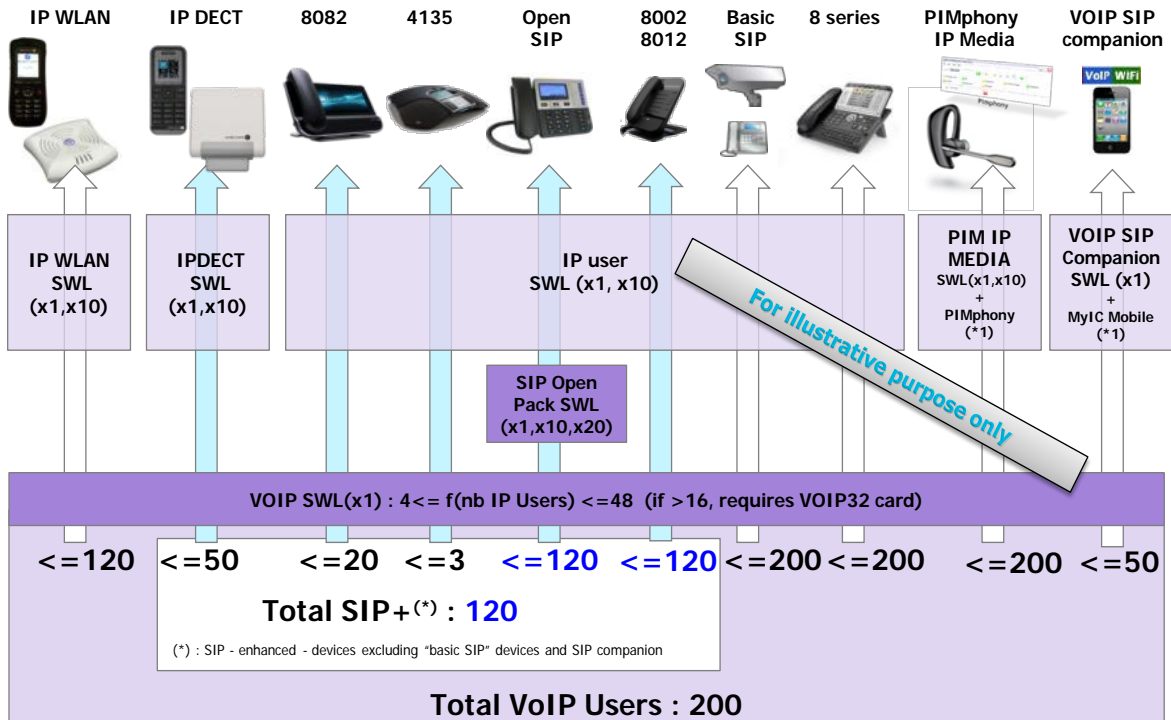 IP WLAN
IP DECT
8082
4135
Open
SIP
8002
8012
Basic
SIP
8 series
PIMphony
IP Media
VOIP SIP
companion
VoIP WiFi
Pimphony
IP WLAN
SWL
(x1,x10)
IPDECT
SWL
(x1,x10)
IP user
SWL (x1, x10)
PIM IP
MEDIA
SWL(x1,x10)
+
PIMphony
(*1)
VOIP SIP
Companion
SWL (x1)
+
MyIC Mobile
(*1)
For illustrative purpose only
SIP Open
Pack SWL
(x1,x10,x20)
VOIP SWL(x1) : 4<= f(nb IP Users) <=48 (if >16, requires VOIP32 card)
<=120
<=50
<=20
<=3
<=120
<=120
<=200
<=200
<=200
<=50
Total SIP+(*) : 120
(*) : SIP - enhanced - devices excluding "basic SIP" devices and SIP companion
Total VoIP Users : 200